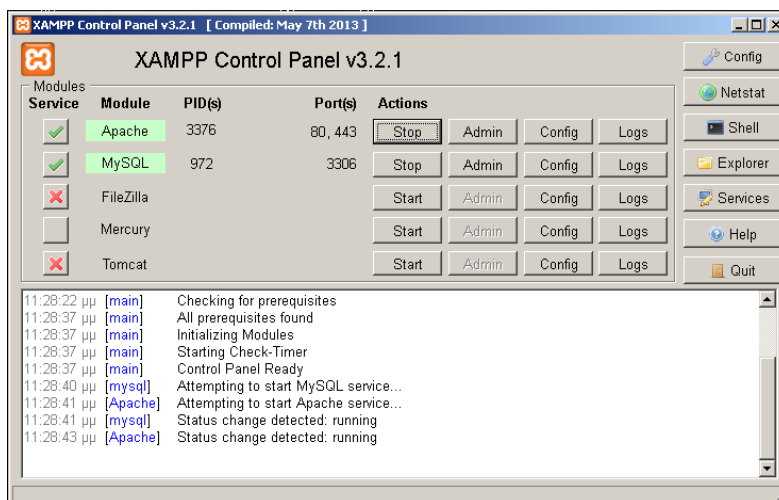 XAMPP Control Panel v3.2.1 [ Compiled: May 7th 2013 ]
XAMPP Control Panel v3.2.1
Config
Modules
Netstat
Service Module PID(s) Port(s) Actions
Apache 3376 80, 443 Stop Admin Config Logs
Shell
MySQL 972 3306 Stop Admin Config Logs
Explorer
FileZilla Start Admin Config Logs
Services
Mercury Start Admin Config Logs
Help
Tomcat Start Admin Config Logs
Quit
11:28:22 μμ [main] Checking for prerequisites
11:28:37 μμ [main] All prerequisites found
11:28:37 μμ [main] Initializing Modules
11:28:37 μμ [main] Starting Check-Timer
11:28:37 μμ [main] Control Panel Ready
11:28:40 μμ [mysql] Attempting to start MySQL service...
11:28:41 μμ [Apache] Attempting to start Apache service...
11:28:41 μμ [mysql] Status change detected: running
11:28:43 μμ [Apache] Status change detected: running